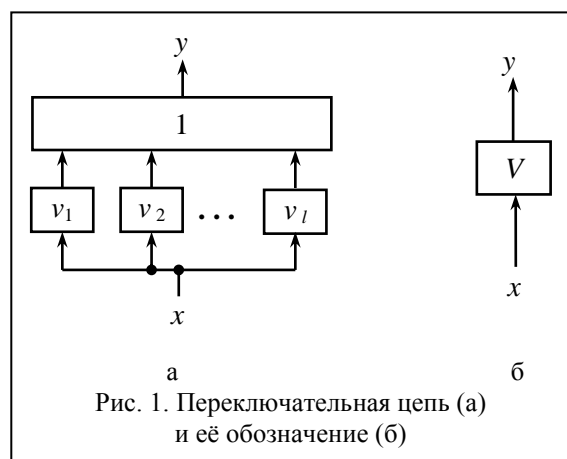 y
y
1
V
v1 v2 ... vl
x
x
а
б
Рис. 1. Переключательная цепь (а)
и её обозначение (б)